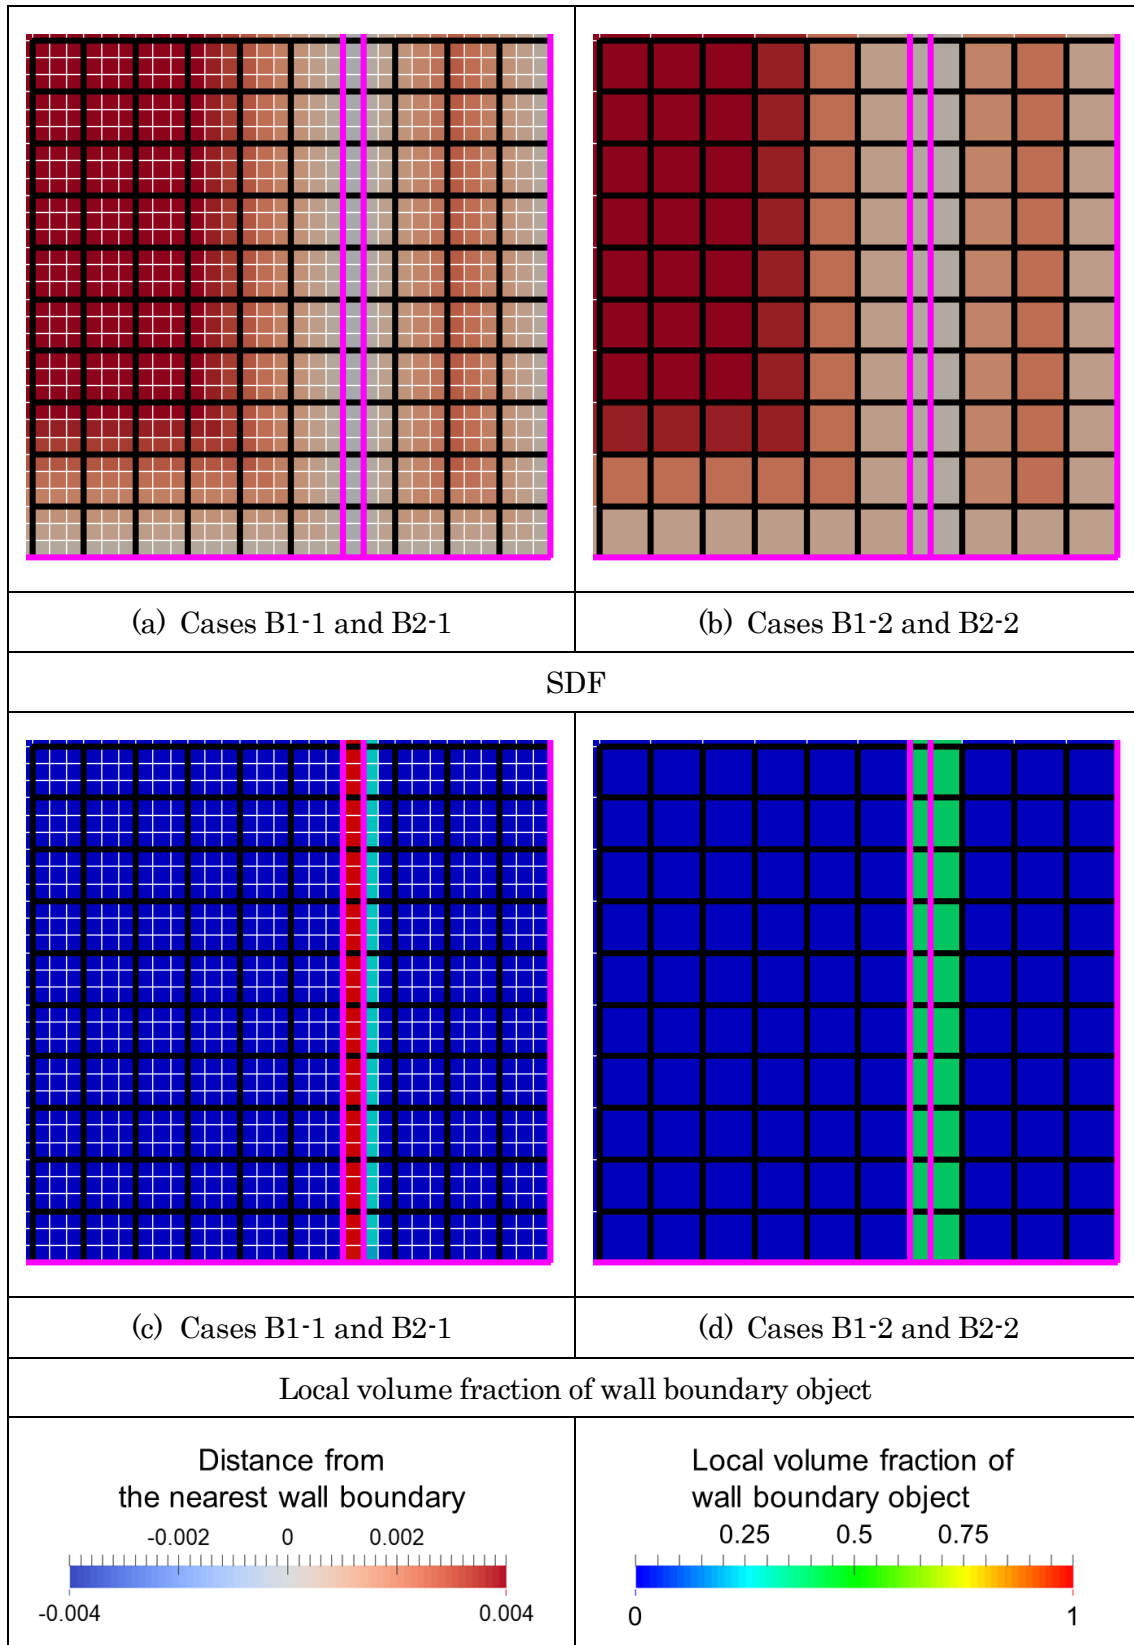 (a) Cases B1-1 and B2-1
(b) Cases B1-2 and B2-2
SDF
(c) Cases B1-1 and B2-1
(d) Cases B1-2 and B2-2
Local volume fraction of wall boundary object
Distance from
the nearest wall boundary
-0.002 0 0.002
-0.004 0.004
Local volume fraction of
wall boundary object
0.25 0.5 0.75
0 1